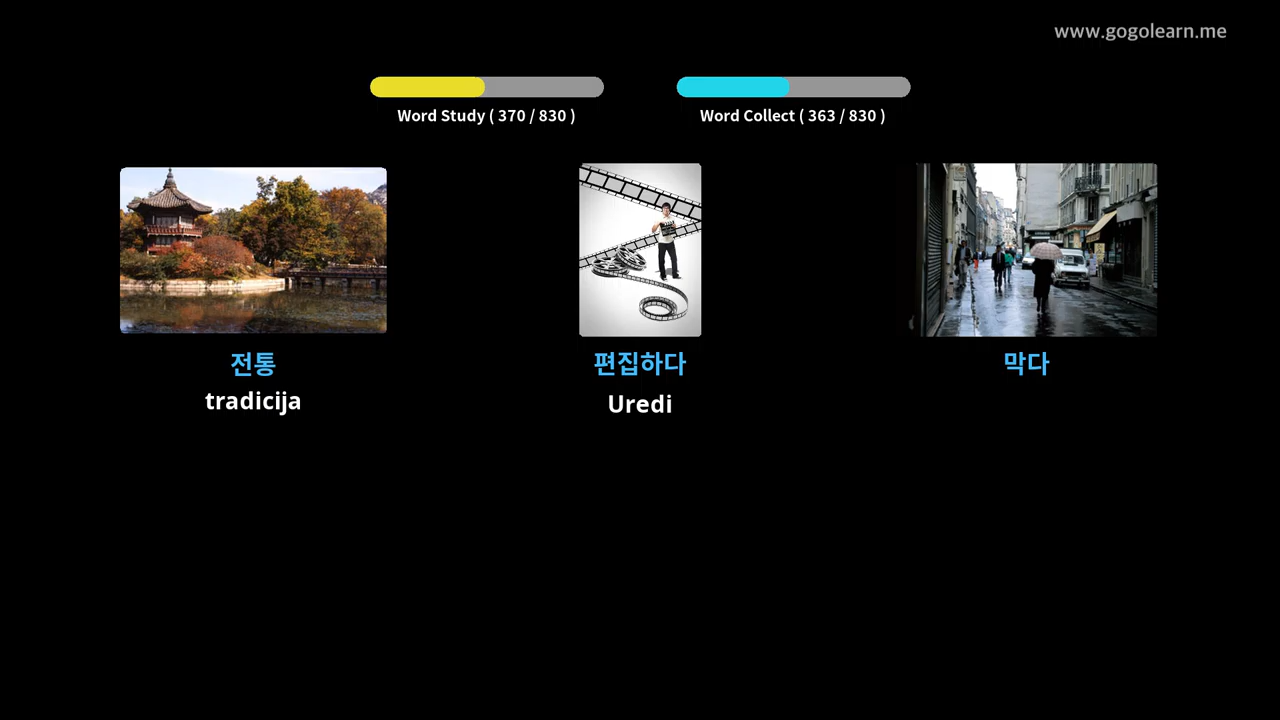 www.gogolearn.me
Word Study ( 370 / 830 )
Word Collect ( 363 / 830 )
전통
tradicija
편집하다
Uredi
막다